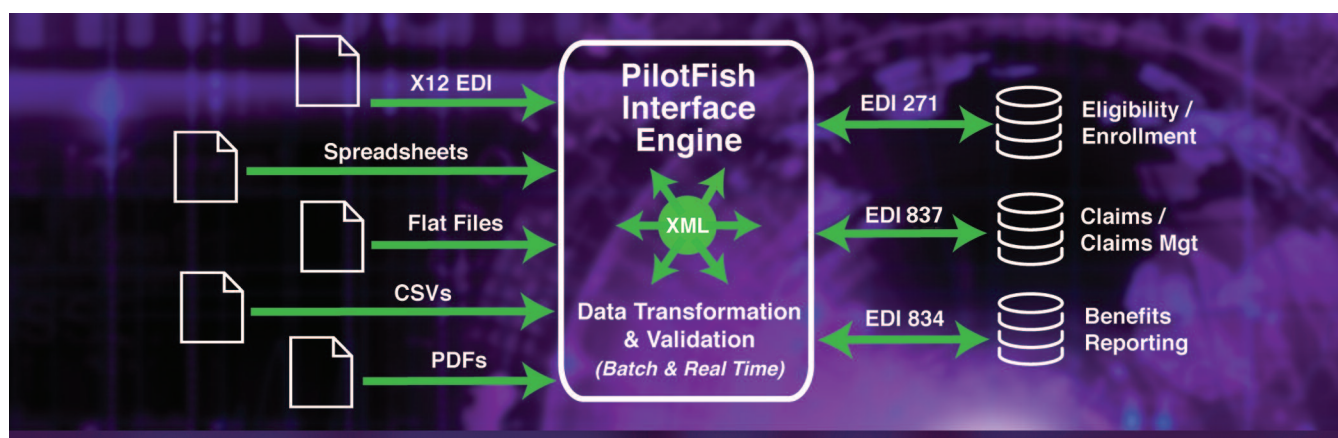 X12 EDI
Spreadsheets
Flat Files
CSVs
PDFs
PilotFish
Interface
Engine
XML
Data Transformation
& Validation
(Batch & Real Time)
EDI 271
Eligibility /
Enrollment
EDI 837
Claims /
Claims Mgt
EDI 834
Benefits
Reporting